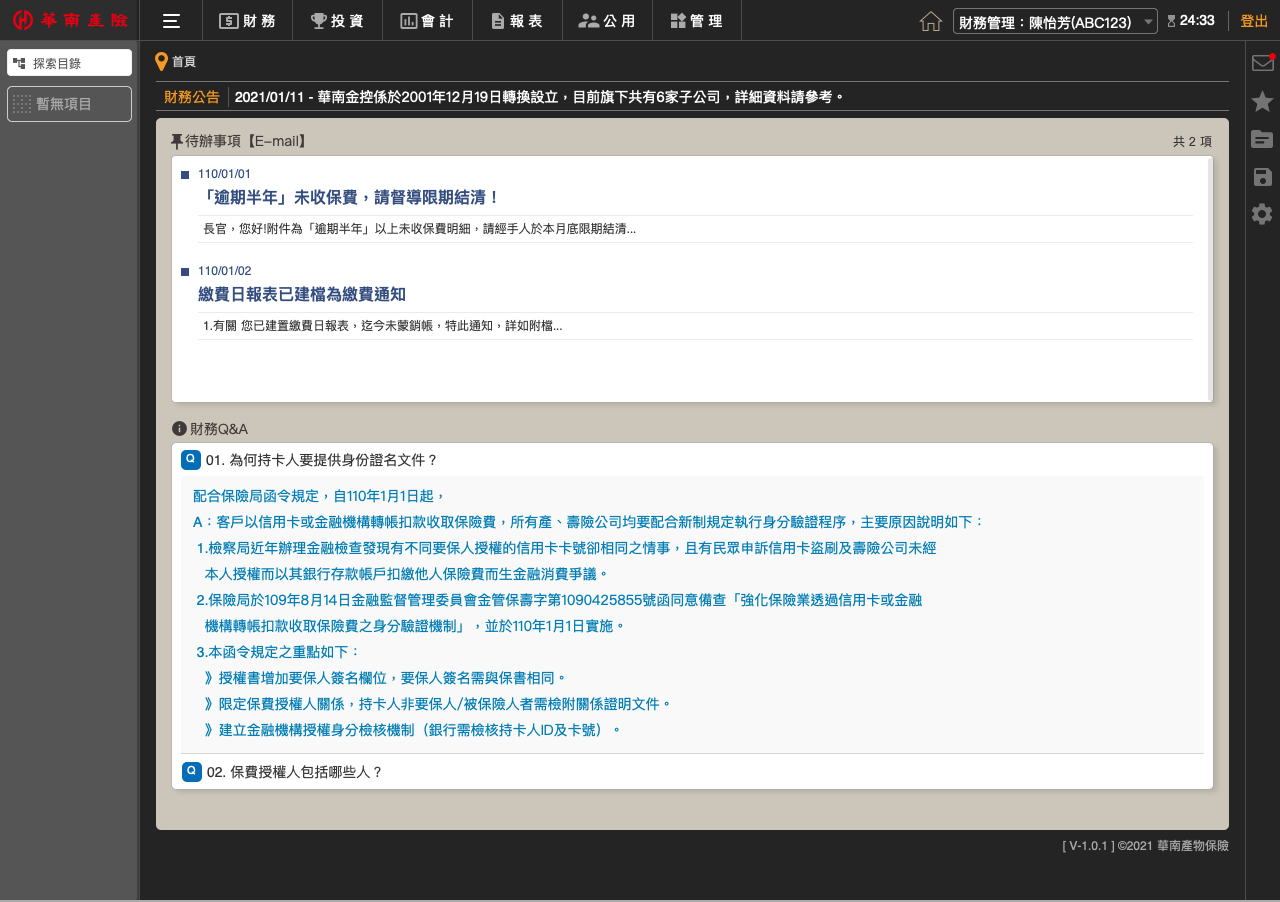 華南產險
財務
投資
會計
報表
公用
管理
財務管理：陳怡芳(ABC123)
24:33
登出
探索目錄
暫無項目
首頁
財務公告
2021/01/11 - 華南金控係於2001年12月19日轉換設立，目前旗下共有6家子公司，詳細資料請參考。
待辦事項【E-mail】
共 2 項
110/01/01
「逾期半年」未收保費，請督導限期結清！
長官，您好!附件為「逾期半年」以上未收保費明細，請經手人於本月底限期結清...
110/01/02
繳費日報表已建檔為繳費通知
1.有關 您已建置繳費日報表，迄今未蒙銷帳，特此通知，詳如附檔...
財務Q&A
Q 01. 為何持卡人要提供身份證名文件？
配合保險局函令規定，自110年1月1日起，
A：客戶以信用卡或金融機構轉帳扣款收取保險費，所有產、壽險公司均要配合新制規定執行身分驗證程序，主要原因說明如下：
1.檢察局近年辦理金融檢查發現有不同要保人授權的信用卡卡號卻相同之情事，且有民眾申訴信用卡盜刷及壽險公司未經
本人授權而以其銀行存款帳戶扣繳他人保險費而生金融消費爭議。
2.保險局於109年8月14日金融監督管理委員會金管保壽字第1090425855號函同意備查「強化保險業透過信用卡或金融
機構轉帳扣款收取保險費之身分驗證機制」，並於110年1月1日實施。
3.本函令規定之重點如下：
》授權書增加要保人簽名欄位，要保人簽名需與保書相同。
》限定保費授權人關係，持卡人非要保人/被保險人者需檢附關係證明文件。
》建立金融機構授權身分檢核機制（銀行需檢核持卡人ID及卡號）。
Q 02. 保費授權人包括哪些人？
[ V-1.0.1 ] ©2021 華南產物保險